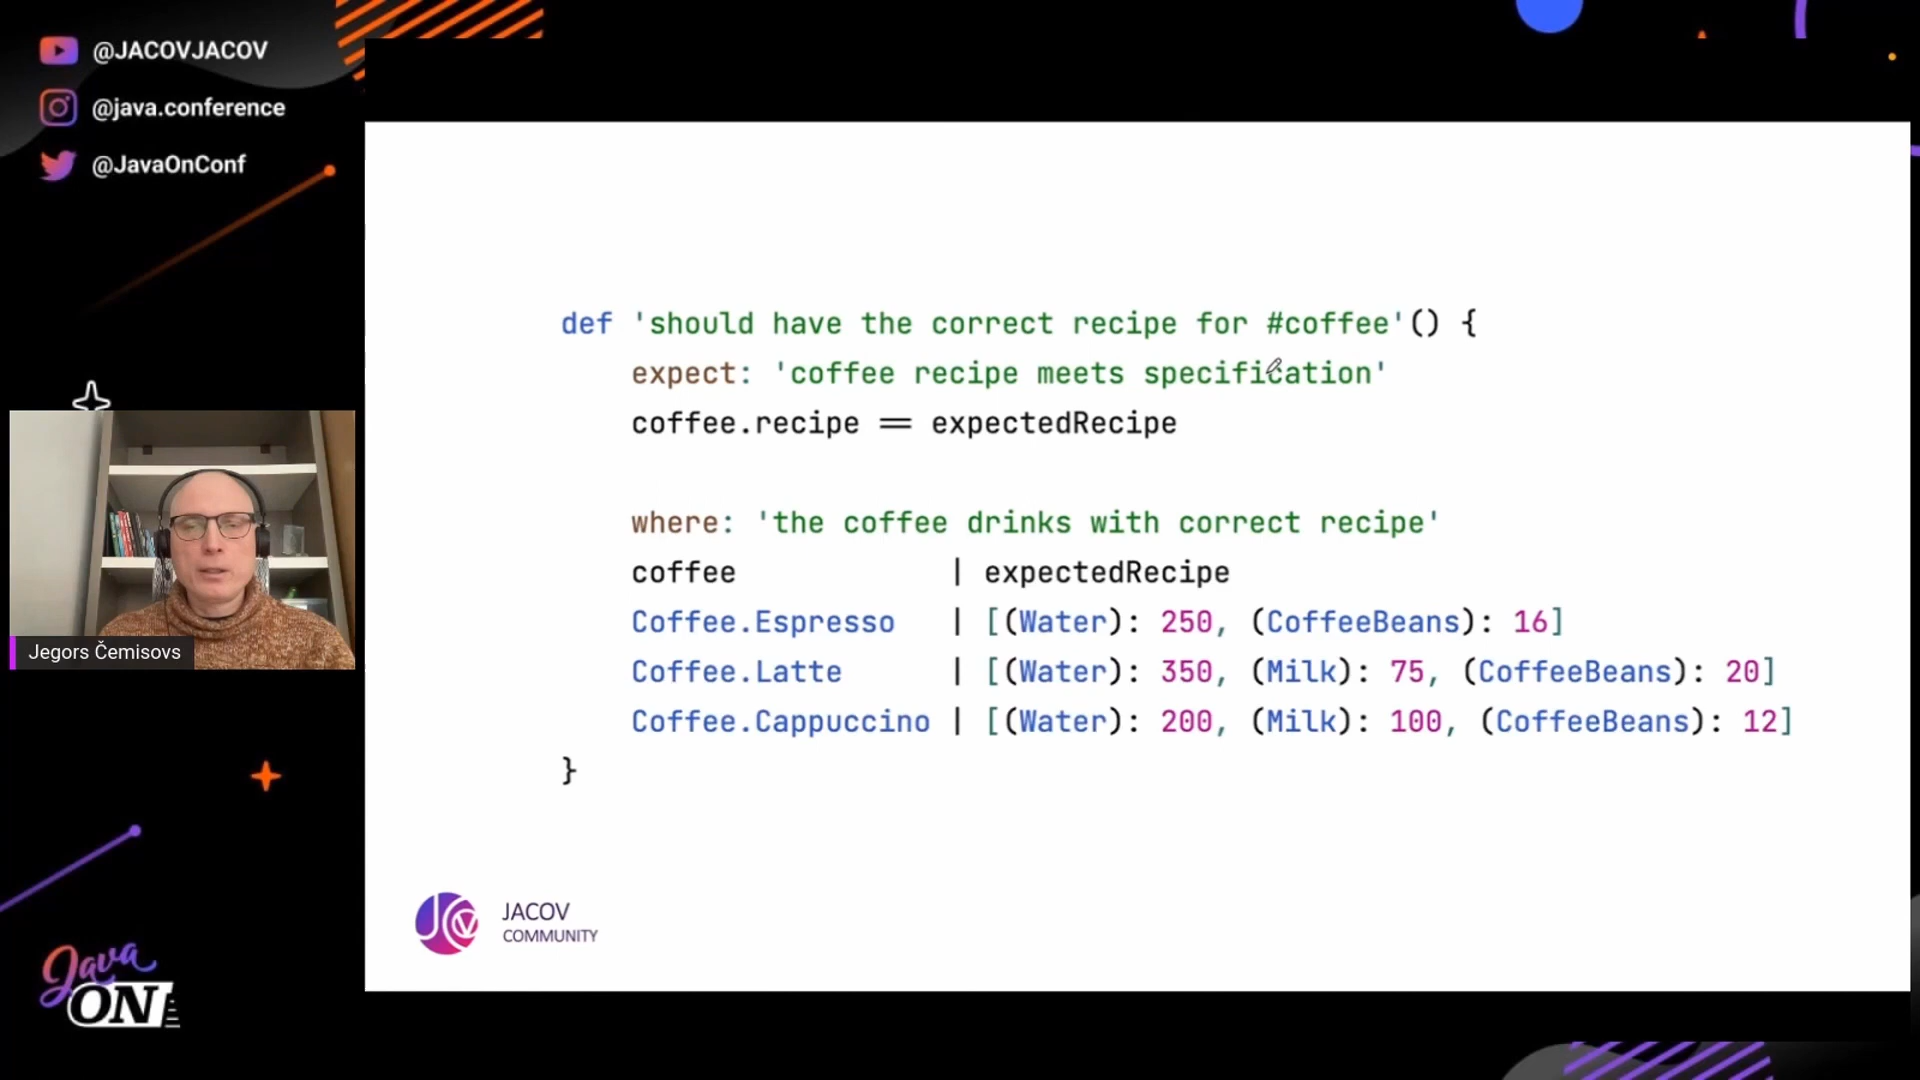 @JACOVJACOV
@java.conference
@JavaOnConf
def 'should have the correct recipe for #coffee'() {
expect: 'coffee recipe meets specification'
coffee.recipe == expectedRecipe
where: 'the coffee drinks with correct recipe'
coffee | expectedRecipe
Coffee.Espresso | [(Water): 250, (CoffeeBeans): 16]
Coffee.Latte | [(Water): 350, (Milk): 75, (CoffeeBeans): 20]
Coffee.Cappuccino | [(Water): 200, (Milk): 100, (CoffeeBeans): 12]
}
Jegors Čemisovs
JACOV
COMMUNITY
Java
ON